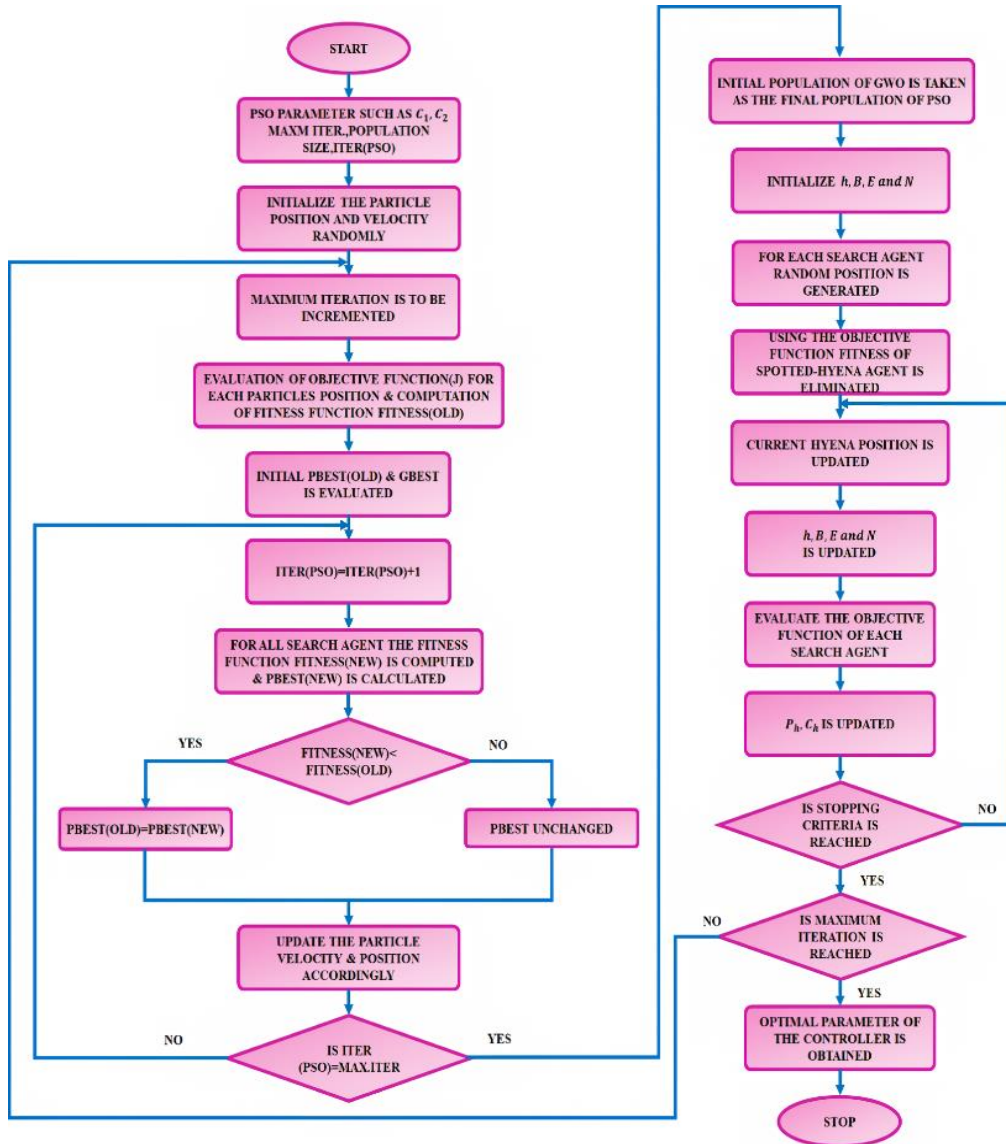 START
PSO PARAMETER SUCH AS C₁, C₂
MAXM ITER.,POPULATION
SIZE,ITER(PSO)
INITIALIZE THE PARTICLE
POSITION AND VELOCITY
RANDOMLY
MAXIMUM ITERATION IS TO BE
INCREMENTED
EVALUATION OF OBJECTIVE FUNCTION(J) FOR
EACH PARTICLES POSITION & COMPUTATION
OF FITNESS FUNCTION FITNESS(OLD)
INITIAL PBEST(OLD) & GBEST
IS EVALUATED
ITER(PSO)=ITER(PSO)+1
FOR ALL SEARCH AGENT THE FITNESS
FUNCTION FITNESS(NEW) IS COMPUTED
& PBEST(NEW) IS CALCULATED
YES
FITNESS(NEW)<
FITNESS(OLD)
NO
PBEST(OLD)=PBEST(NEW)
PBEST UNCHANGED
UPDATE THE PARTICLE
VELOCITY & POSITION
ACCORDINGLY
NO
IS ITER
(PSO)=MAX.ITER
YES
INITIAL POPULATION OF GWO IS TAKEN
AS THE FINAL POPULATION OF PSO
INITIALIZE h, B, E and N
FOR EACH SEARCH AGENT
RANDOM POSITION IS
GENERATED
USING THE OBJECTIVE
FUNCTION FITNESS OF
SPOTTED-HYENA AGENT IS
ELIMINATED
CURRENT HYENA POSITION IS
UPDATED
h, B, E and N
IS UPDATED
EVALUATE THE OBJECTIVE
FUNCTION OF EACH
SEARCH AGENT
Pₕ, Cₕ IS UPDATED
IS STOPPING
CRITERIA IS
REACHED
NO
YES
NO
IS MAXIMUM
ITERATION IS
REACHED
YES
OPTIMAL PARAMETER OF
THE CONTROLLER IS
OBTAINED
STOP